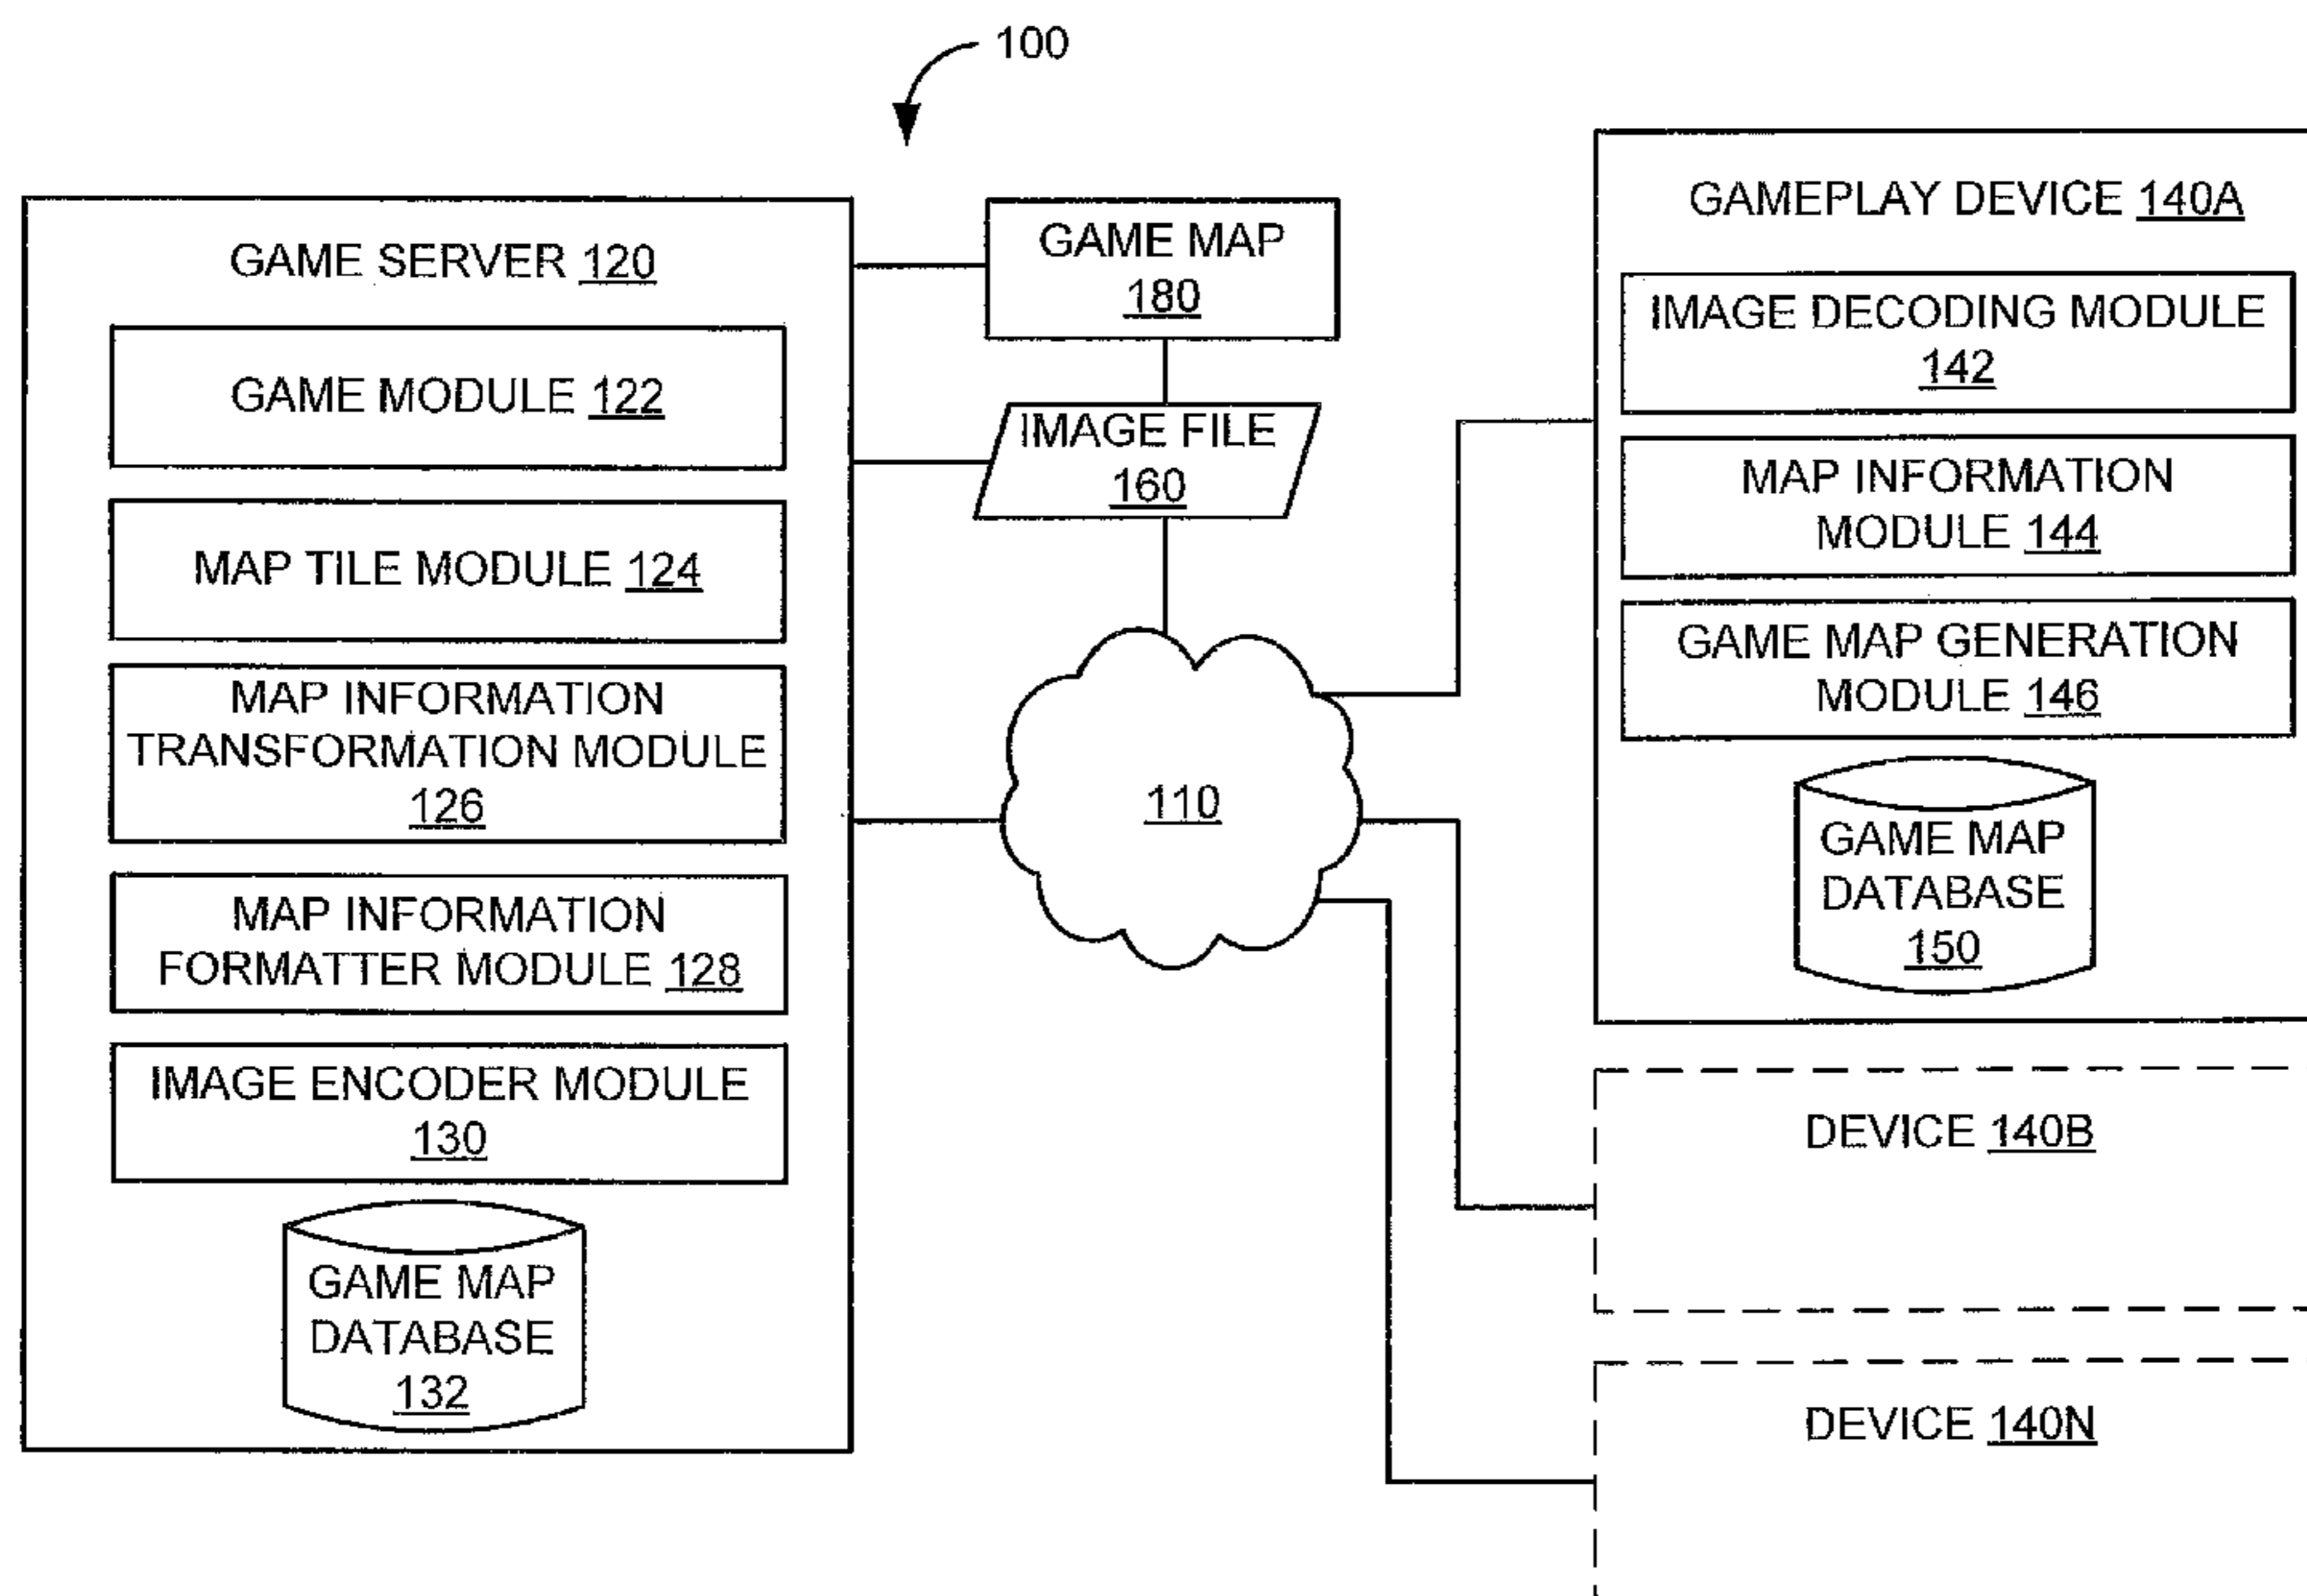 100
GAME SERVER 120
GAME MODULE 122
MAP TILE MODULE 124
MAP INFORMATION
TRANSFORMATION MODULE
126
MAP INFORMATION
FORMATTER MODULE 128
IMAGE ENCODER MODULE
130
GAME MAP
DATABASE
132
GAME MAP
180
IMAGE FILE
160
110
GAMEPLAY DEVICE 140A
IMAGE DECODING MODULE
142
MAP INFORMATION
MODULE 144
GAME MAP GENERATION
MODULE 146
GAME MAP
DATABASE
150
DEVICE 140B
DEVICE 140N